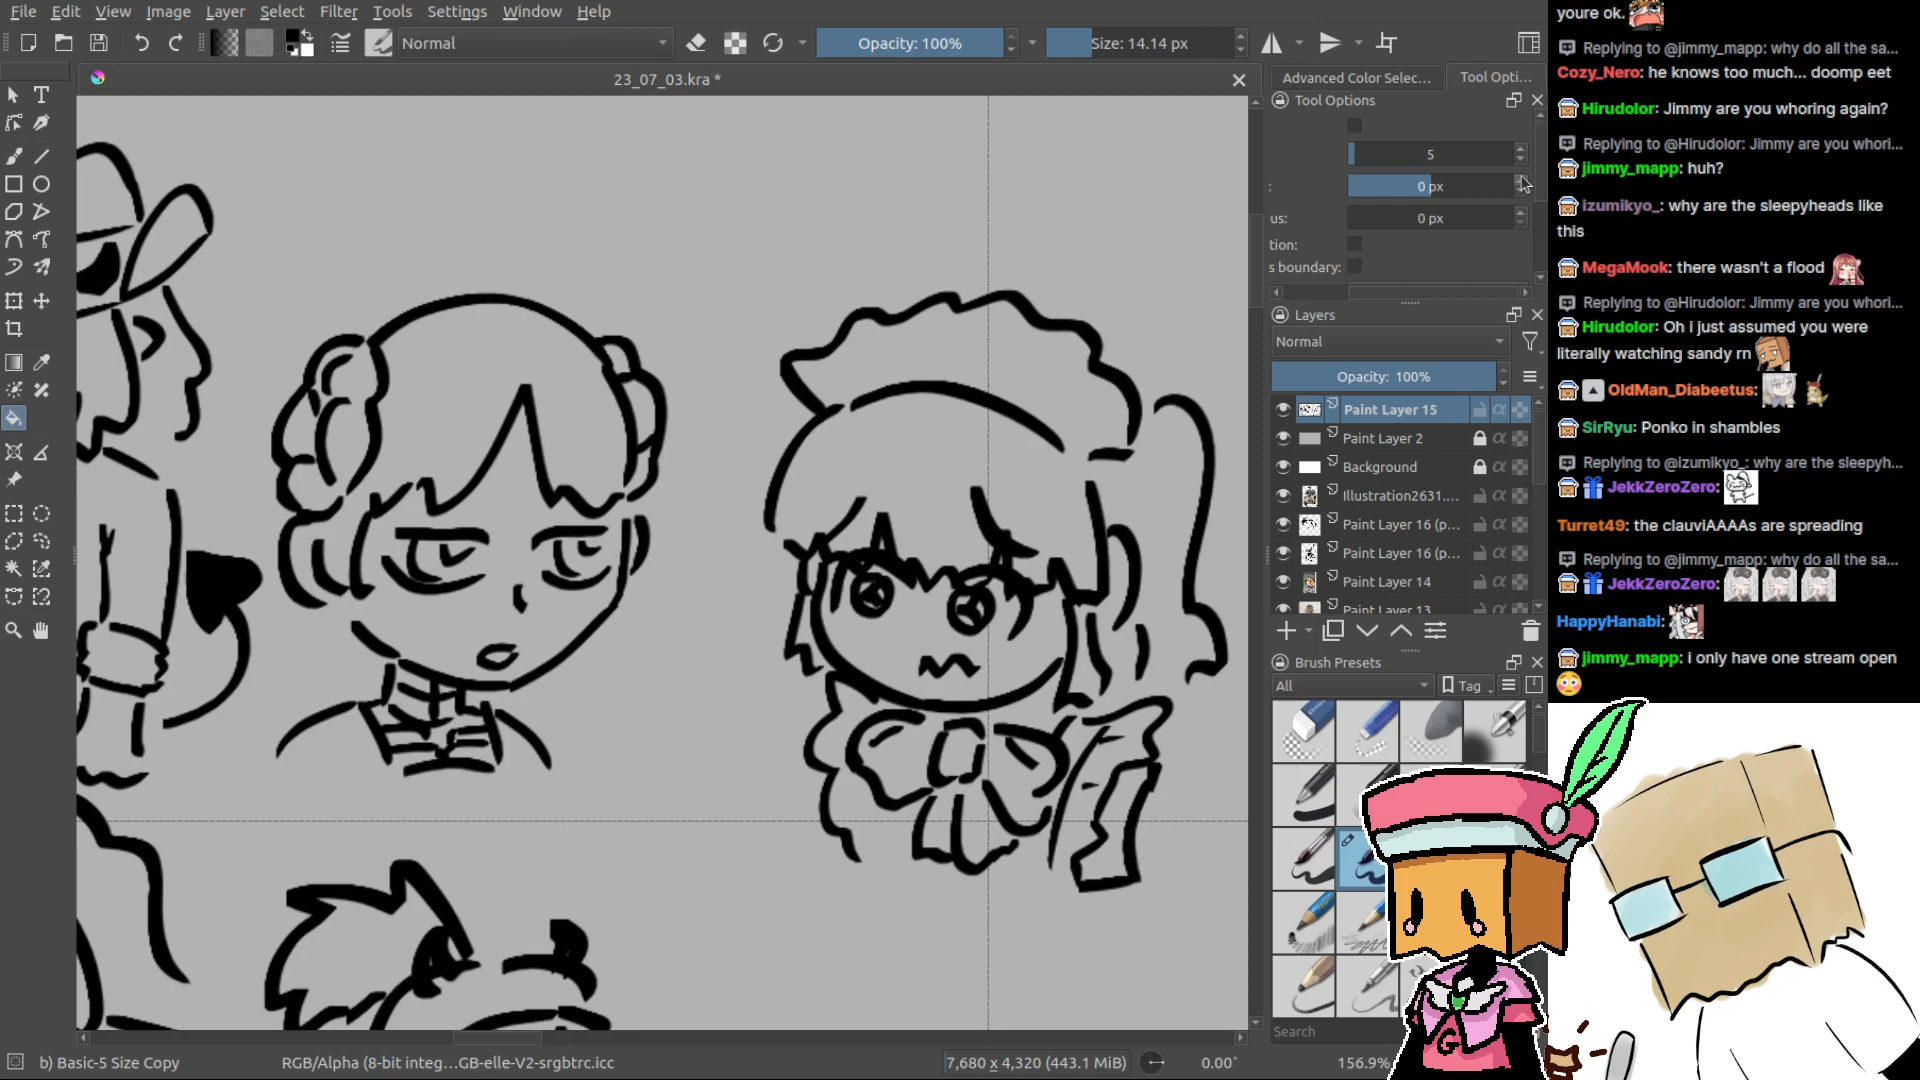 File Edit View Image Layer Select Filter Tools Settings Window Help
Normal
Opacity: 100%
Size: 14.14 px
23_07_03.kra *
Advanced Color Selec...
Tool Opti...
Tool Options
5
: 0 px
us: 0 px
tion:
s boundary:
Layers
Normal
Opacity: 100%
Paint Layer 15
Paint Layer 2
Background
Illustration2631....
Paint Layer 16 (p...
Paint Layer 16 (p...
Paint Layer 14
Paint Layer 13
Brush Presets
All
Tag
Search
b) Basic-5 Size Copy
RGB/Alpha (8-bit integ...GB-elle-V2-srgbtrc.icc
7,680 x 4,320 (443.1 MiB)
0.00°
156.9%
youre ok.
Replying to @jimmy_mapp: why do all the sa...
Cozy_Nero: he knows too much... doomp eet
Hirudolor: Jimmy are you whoring again?
Replying to @Hirudolor: Jimmy are you whori...
jimmy_mapp: huh?
izumikyo_: why are the sleepyheads like
this
MegaMook: there wasn't a flood
Replying to @Hirudolor: Jimmy are you whori...
Hirudolor: Oh i just assumed you were
literally watching sandy rn
OldMan_Diabeetus:
SirRyu: Ponko in shambles
Replying to @izumikyo_: why are the sleepyh...
JekkZeroZero:
Turret49: the clauviAAAAs are spreading
Replying to @jimmy_mapp: why do all the sa...
JekkZeroZero:
HappyHanabi:
jimmy_mapp: i only have one stream open
G